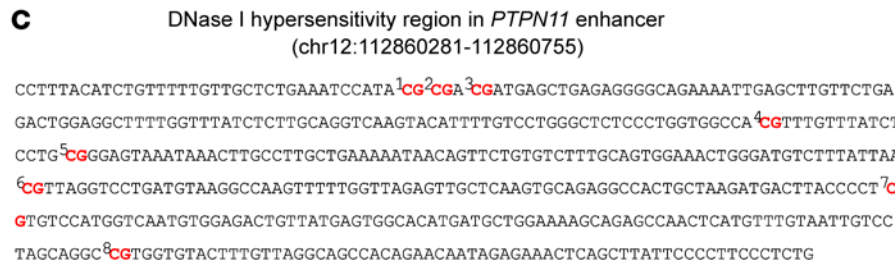 C
DNase I hypersensitivity region in PTPN11 enhancer
(chr12:112860281-112860755)
CCTTTACATCTGTTTTTGTTGCTCTGAAATCCATA¹CG²CGA³CGATGAGCTGAGAGGGGCAGAAAATTGAGCTTGTTCTGA
GACTGGAGGCTTTTGGTTTATCTCTTGCAGGTCAAGTACATTTTGTCCTGGGCTCTCCCTGGTGGCCA⁴CGTTTGTTTATCT
CCTG⁵CGGGAGTAAATAAACTTGCCTTGCTGAAAAATAACAGTTCTGTGTCTTTGCAGTGGAAACTGGGATGTCTTTATTAA
⁶CGTTAGGTCCTGATGTAAGGCCAAGTTTTTGGTTAGAGTTGCTCAAGTGCAGAGGCCACTGCTAAGATGACTTACCCCT⁷C
GTGTCCATGGTCAATGTGGAGACTGTTATGAGTGGCACATGATGCTGGAAAAGCAGAGCCAACTCATGTTTGTAATTGTCC
TAGCAGGC⁸CGTGGTGTACTTTGTTAGGCAGCCACAGAACAATAGAGAAACTCAGCTTATTCCCCTTCCCTCTG